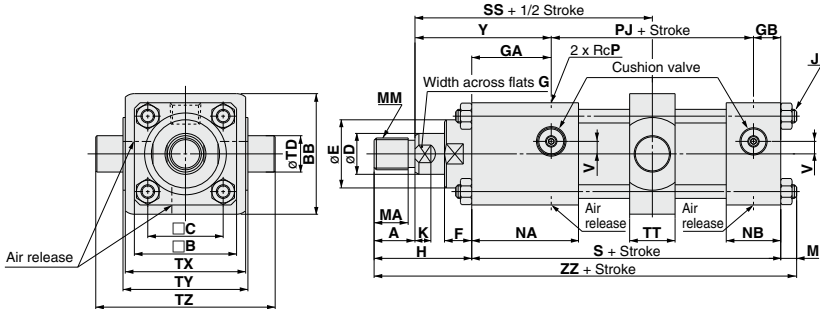 SS + 1/2 Stroke
Y
PJ + Stroke
GB
GA
2 x RcP
J
Cushion valve
Width across flats G
MM
øE
øD
V
V
MA
A
K
F
NA
Air
release
TT
Air
release
NB
H
S + Stroke
M
ZZ + Stroke
øTD
BB
□C
□B
Air release
TX
TY
TZ